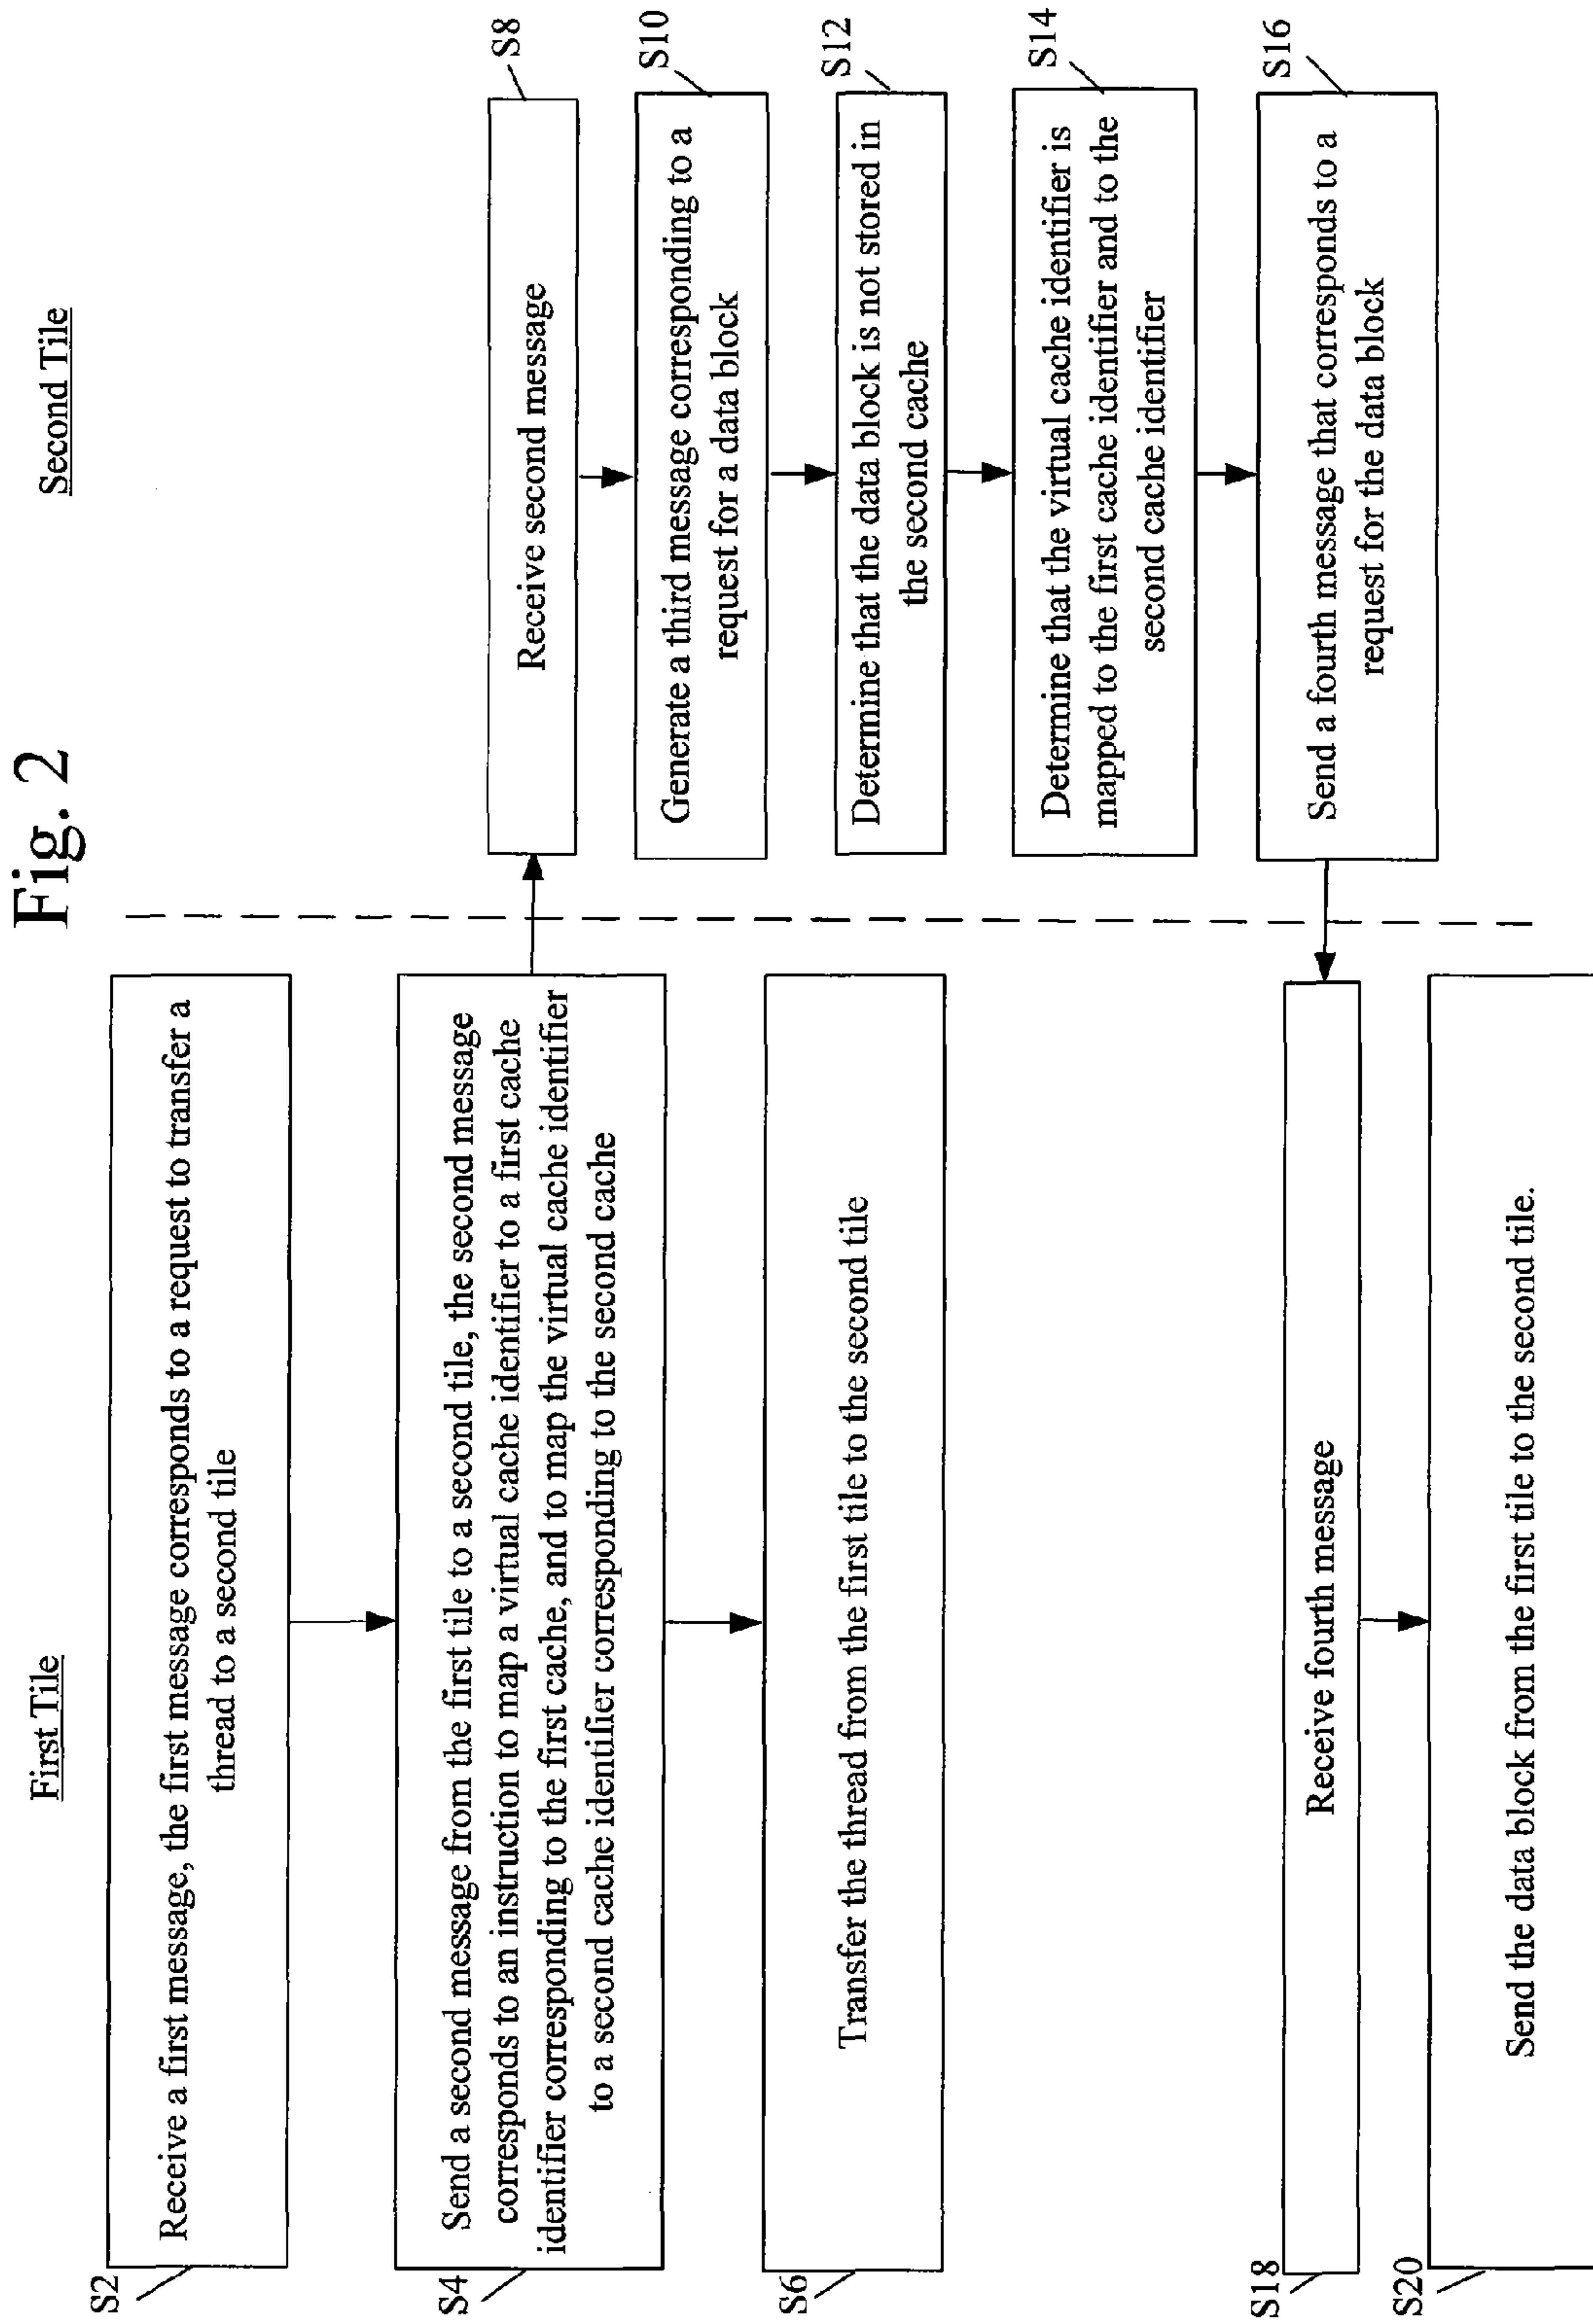 Fig. 2
First Tile
Second Tile
S2
Receive a first message, the first message corresponds to a request to transfer a
thread to a second tile
S4
Send a second message from the first tile to a second tile, the second message
corresponds to an instruction to map a virtual cache identifier to a first cache
identifier corresponding to the first cache, and to map the virtual cache identifier
to a second cache identifier corresponding to the second cache
S6
Transfer the thread from the first tile to the second tile
S8
Receive second message
S10
Generate a third message corresponding to a
request for a data block
S12
Determine that the data block is not stored in
the second cache
S14
Determine that the virtual cache identifier is
mapped to the first cache identifier and to the
second cache identifier
S16
Send a fourth message that corresponds to a
request for the data block
S18
Receive fourth message
S20
Send the data block from the first tile to the second tile.